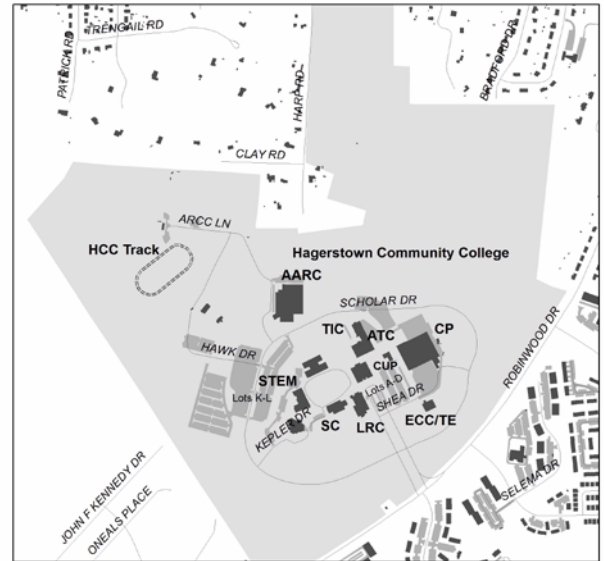 TRENGAIL RD
PATRICK RD
HARP RD
BRADFORD DR
CLAY RD
ARCC LN
HCC Track
Hagerstown Community College
AARC
SCHOLAR DR
TIC
ATC
CP
ROBINWOOD DR
HAWK DR
CUP
STEM
Lots A-D
Lots K-L
SHEA DR
KEPLER DR
SC
LRC
ECC/TE
SELEMA DR
JOHN F KENNEDY DR
ONEALS PLACE